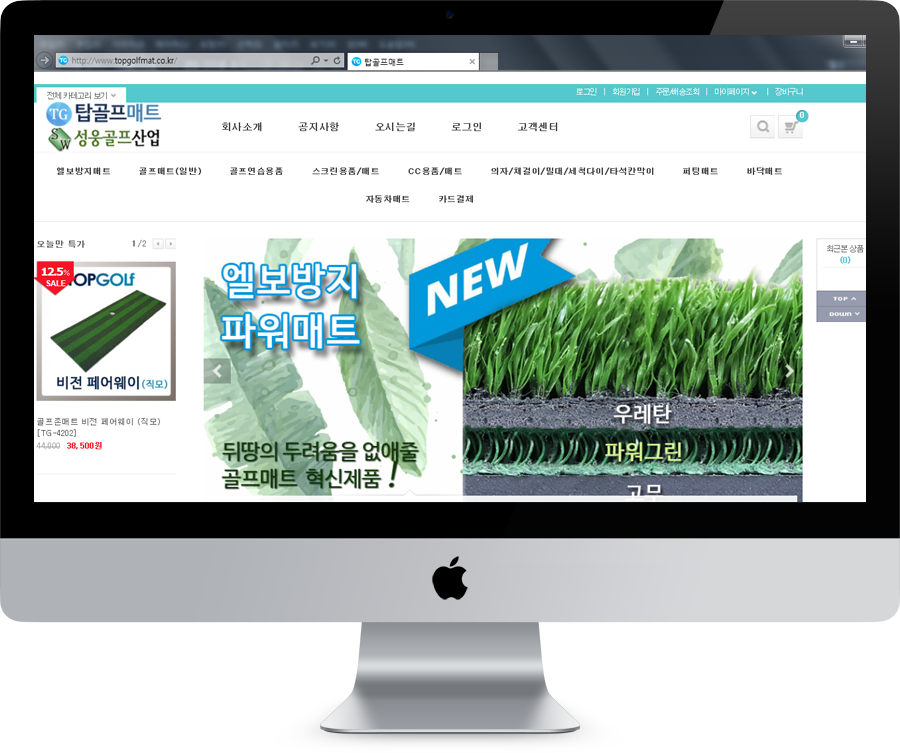 http://www.topgolfmat.co.kr/
TG 탑골프매트
전체 카테고리 보기
로그인 | 회원가입 | 주문/배송조회 | 마이페이지 | 장바구니
TG 탑골프매트
SW 성웅골프산업
회사소개 공지사항 오시는길 로그인 고객센터
0
엘보방지매트 골프매트(일반) 골프연습용품 스크린용품/매트 CC용품/매트 의자/채걸이/밀대/세척다이/타석칸막이 퍼팅매트 바닥매트
자동차매트 카드결제
오늘만 특가 1/2
12.5%
SALE
TOPGOLF
비전 페어웨이(직모)
골프존매트 비전 페어웨이 (직모)
[TG-4202]
44,000 38,500원
엘보방지
파워매트
NEW
뒤땅의 두려움을 없애줄
골프매트 혁신제품!
우레탄
파워그린
고무
최근본 상품
(0)
TOP
DOWN